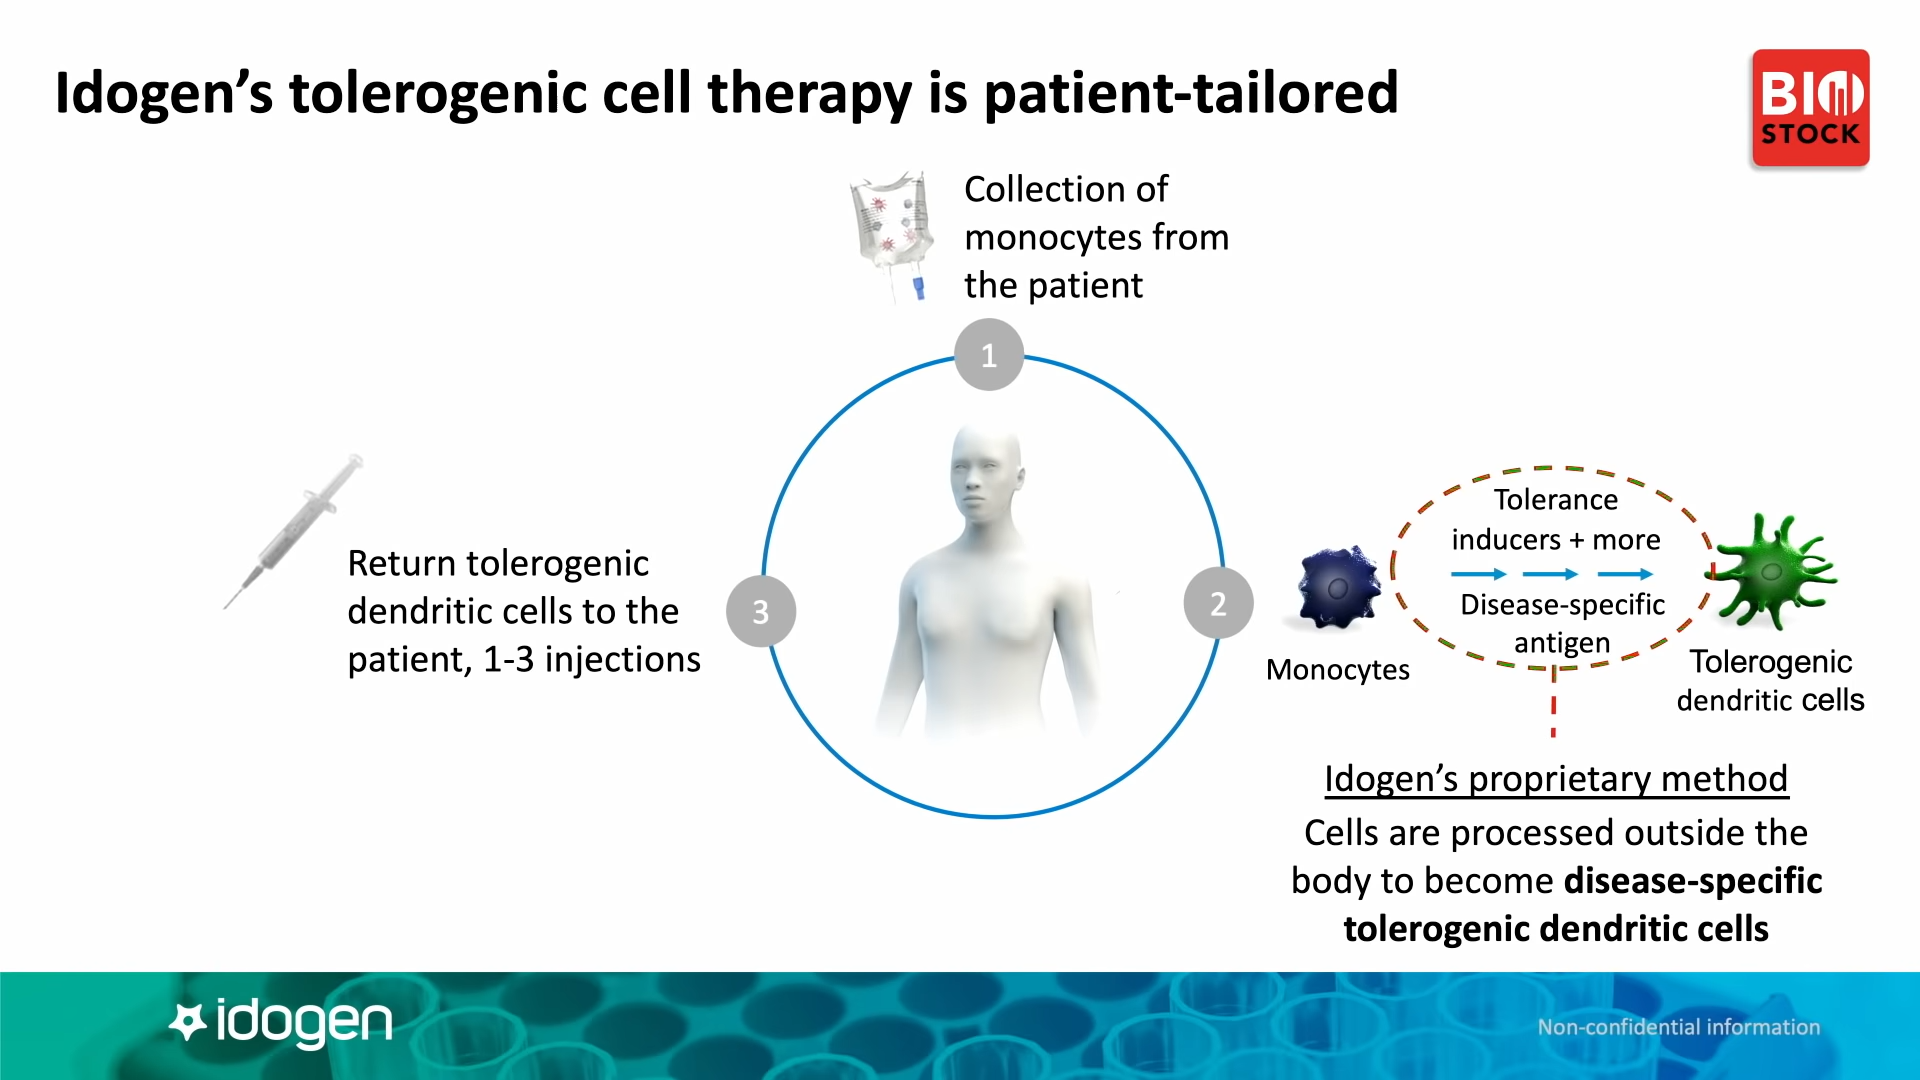 Idogen’s tolerogenic cell therapy is patient-tailored
BIO
STOCK
Collection of
monocytes from
the patient
1
2
3
Return tolerogenic
dendritic cells to the
patient, 1-3 injections
Tolerance
inducers + more
Disease-specific
antigen
Monocytes
Tolerogenic
dendritic cells
Idogen’s proprietary method
Cells are processed outside the
body to become disease-specific
tolerogenic dendritic cells
idogen
Non-confidential information